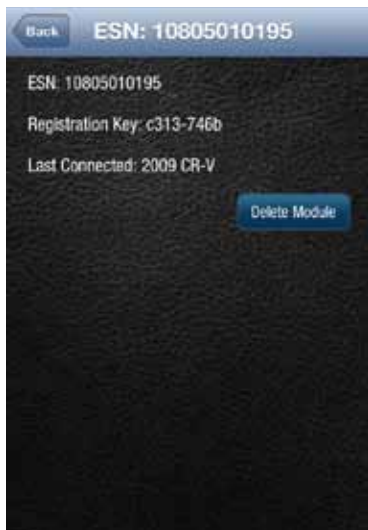 Back
ESN: 10805010195
ESN: 10805010195
Registration Key: c313-746b
Last Connected: 2009 CR-V
Delete Module